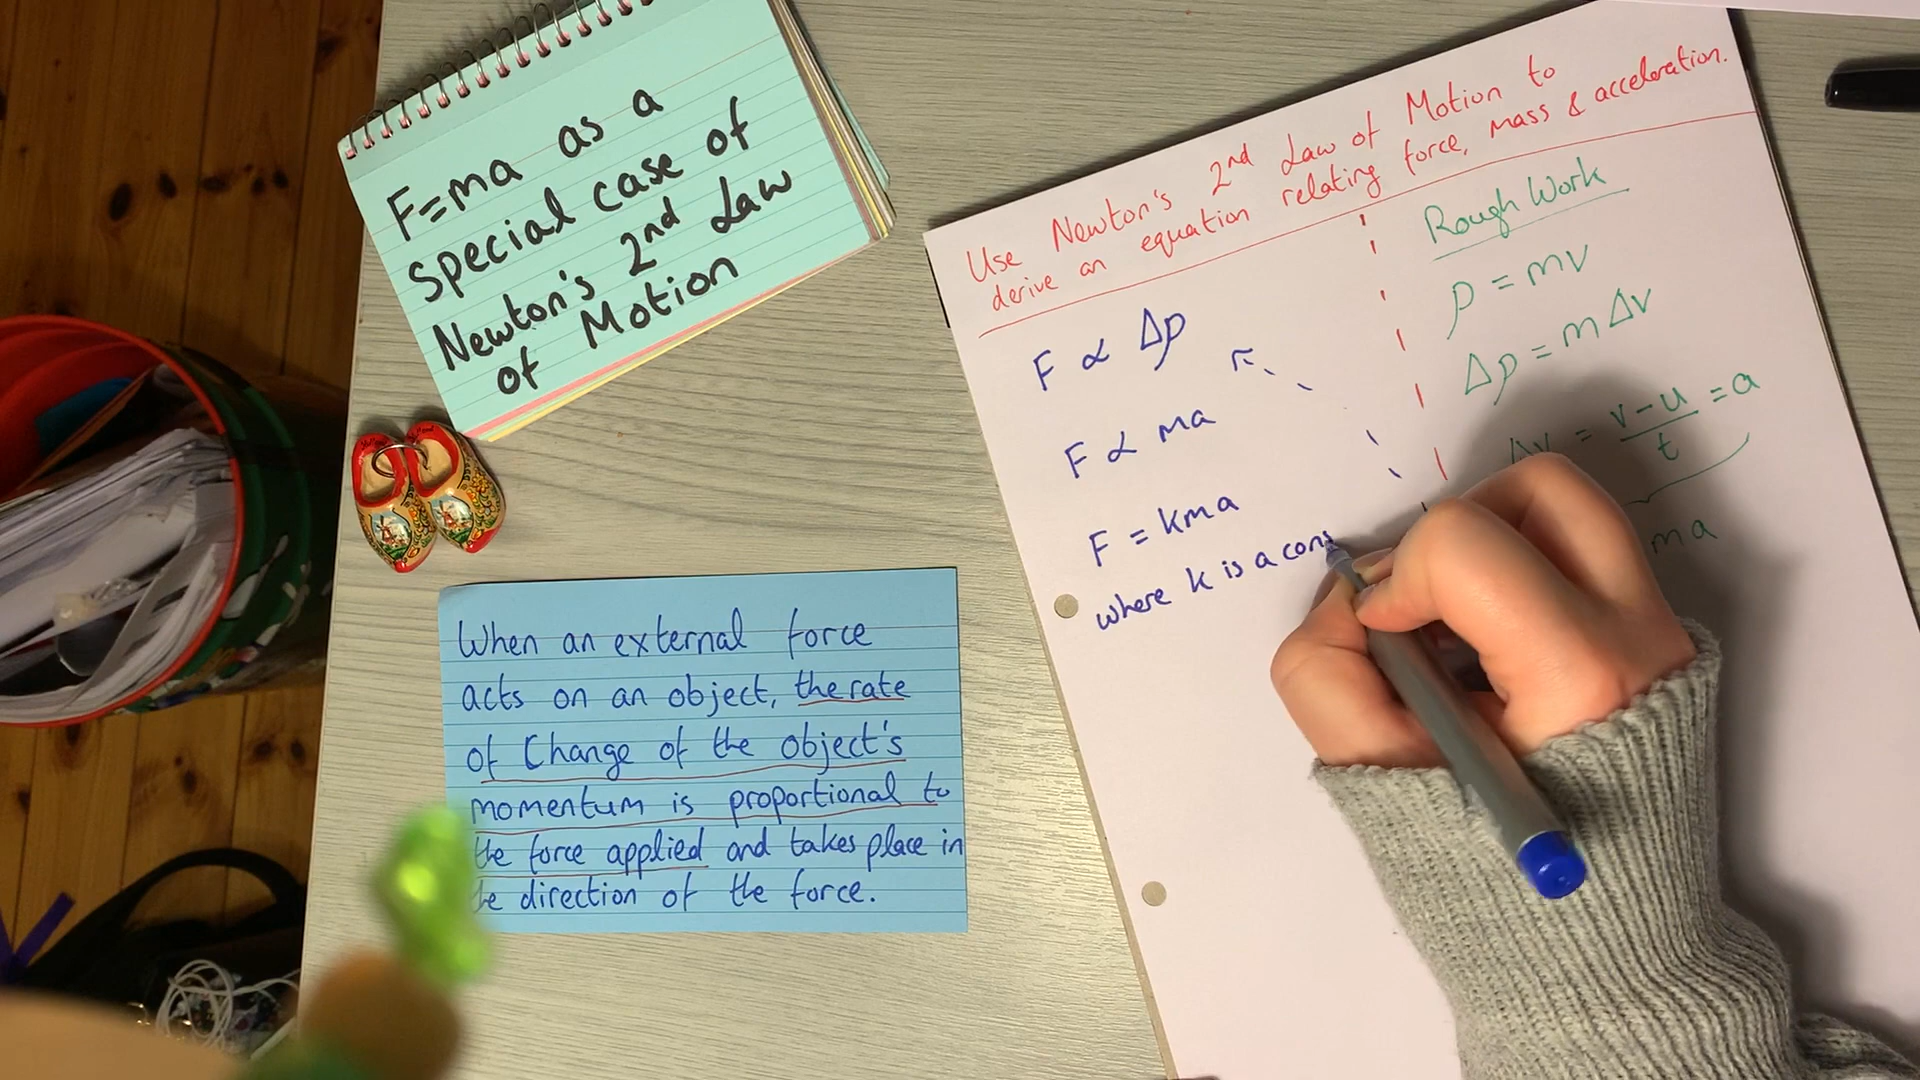 F=ma as a
special case of
Newton's 2nd Law
of Motion
When an external force
acts on an object, the rate
of Change of the object's
momentum is proportional to
the force applied and takes place in
the direction of the force.
Use Newton's 2nd Law of Motion to
derive an equation relating force, mass & acceleration.
F ∝ Δp
F ∝ ma
F = kma
where k is a cons
Rough Work
p = mv
Δp = mΔv
Δv = v-u/t = a
ma